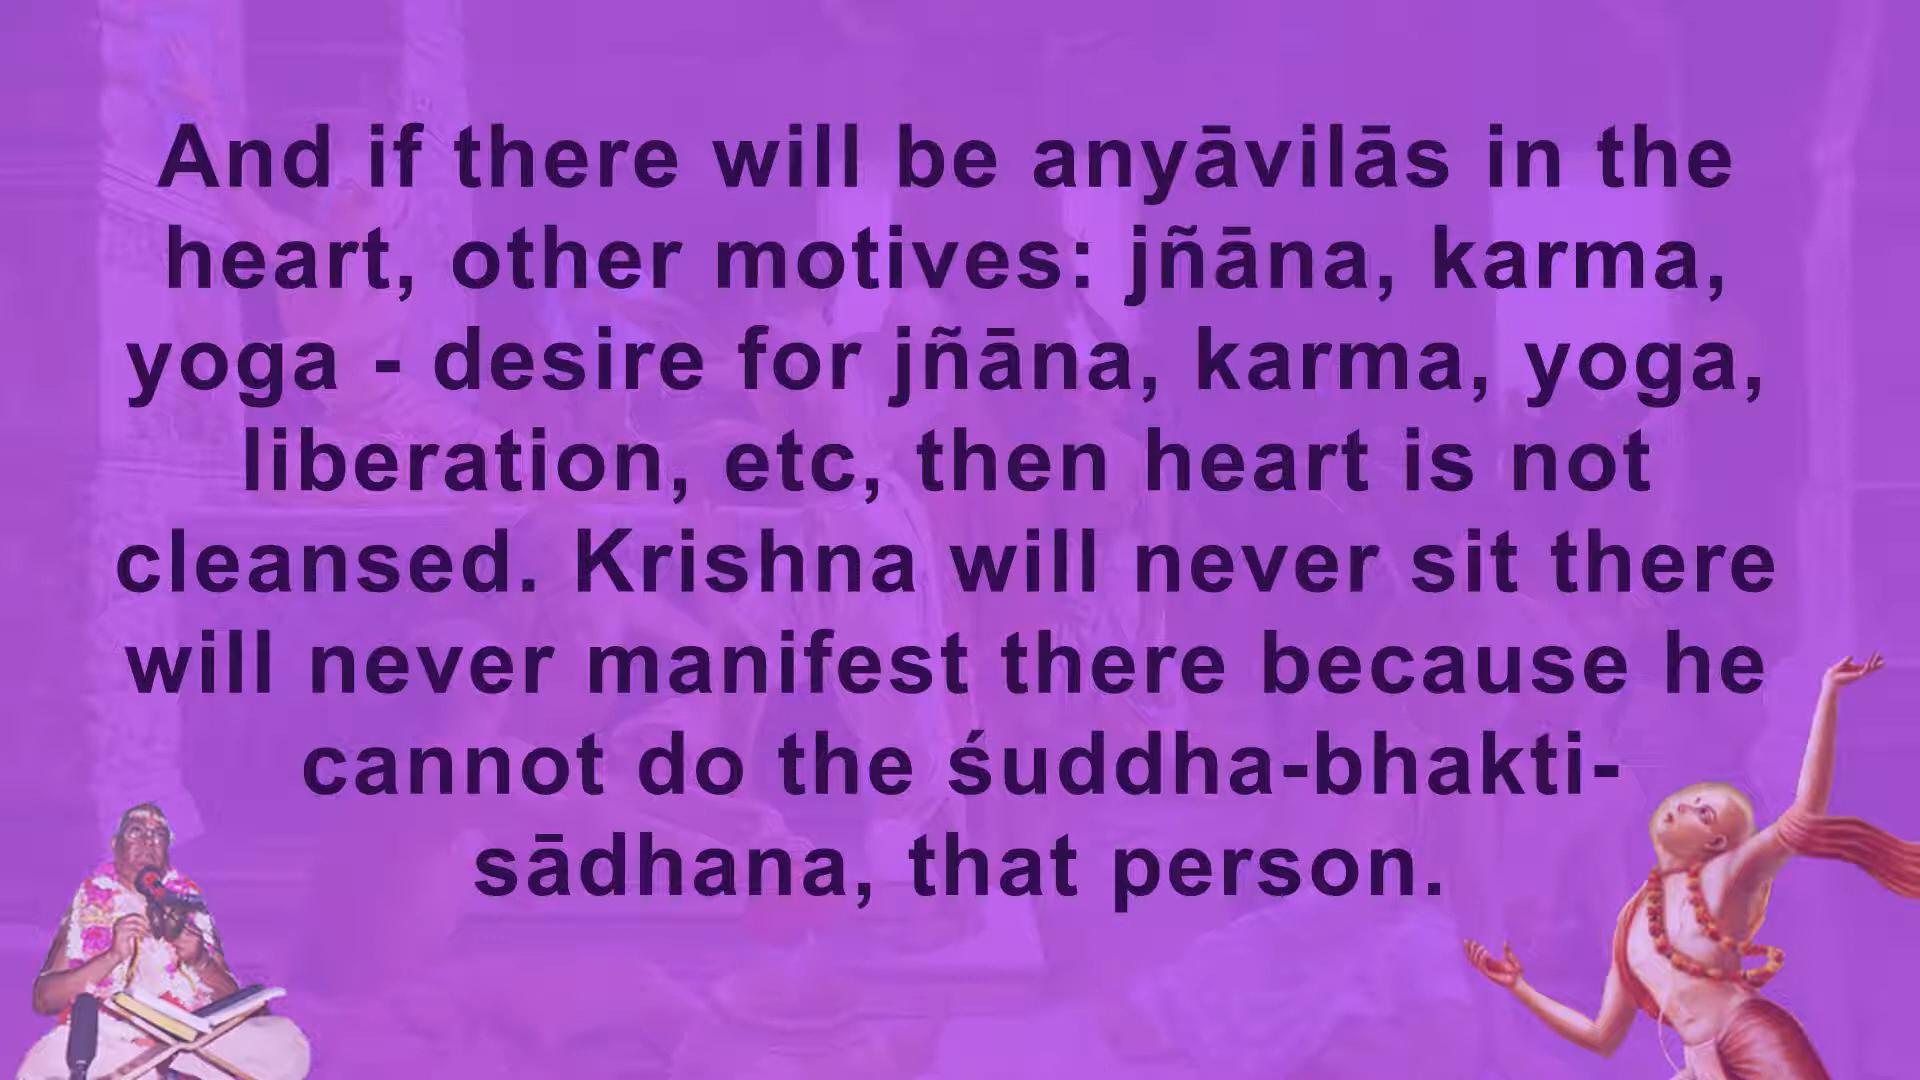 And if there will be anyāvilās in the
heart, other motives: jñāna, karma,
yoga - desire for jñāna, karma, yoga,
liberation, etc, then heart is not
cleansed. Krishna will never sit there
will never manifest there because he
cannot do the śuddha-bhakti-
sādhana, that person.